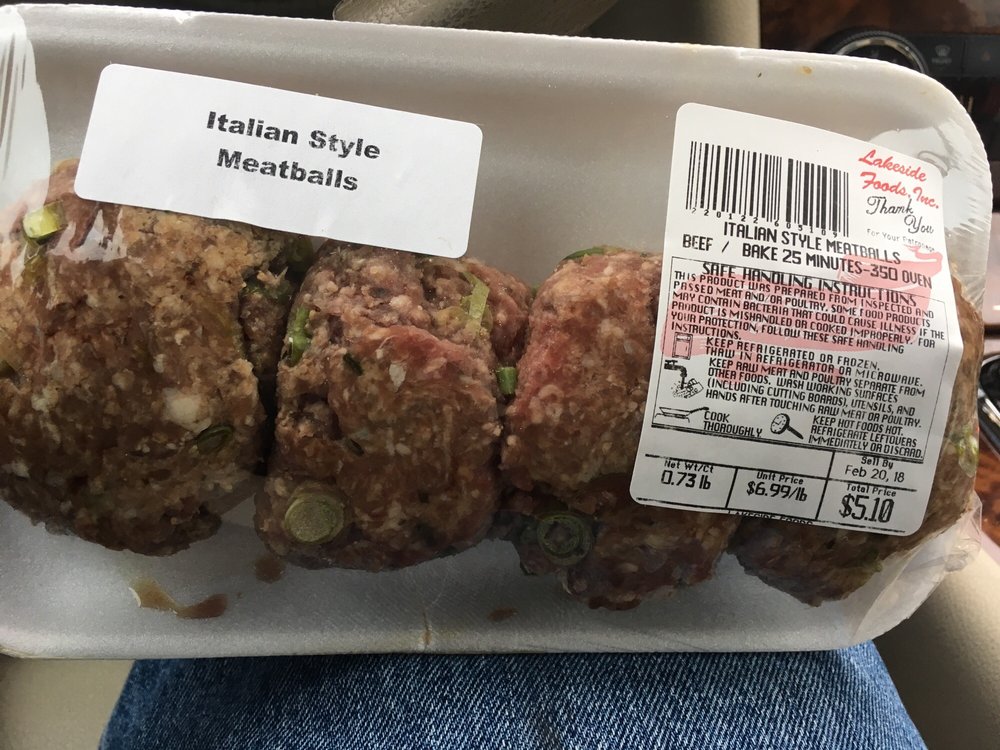 Italian Style
Meatballs
Lakeside
Foods, Inc.
Thank
You
For Your Patronage
ITALIAN STYLE MEATBALLS
BEEF / BAKE 25 MINUTES-350 OVEN
SAFE HANDLING INSTRUCTIONS
THIS PRODUCT WAS PREPARED FROM INSPECTED AND
PASSED MEAT AND/OR POULTRY. SOME FOOD PRODUCTS
MAY CONTAIN BACTERIA THAT COULD CAUSE ILLNESS IF THE
PRODUCT IS MISHANDLED OR COOKED IMPROPERLY. FOR
YOUR PROTECTION, FOLLOW THESE SAFE HANDLING
INSTRUCTIONS.
KEEP REFRIGERATED OR FROZEN.
THAW IN REFRIGERATOR OR MICROWAVE.
KEEP RAW MEAT AND POULTRY SEPARATE FROM
OTHER FOODS. WASH WORKING SURFACES
(INCLUDING CUTTING BOARDS), UTENSILS, AND
HANDS AFTER TOUCHING RAW MEAT OR POULTRY.
COOK
THOROUGHLY
KEEP HOT FOODS HOT.
REFRIGERATE LEFTOVERS
IMMEDIATELY OR DISCARD.
Sell By
Feb 20, 18
Net Wt/Ct
0.73 lb
Unit Price
$6.99/lb
Total Price
$5.10
LAKESIDE FOODS